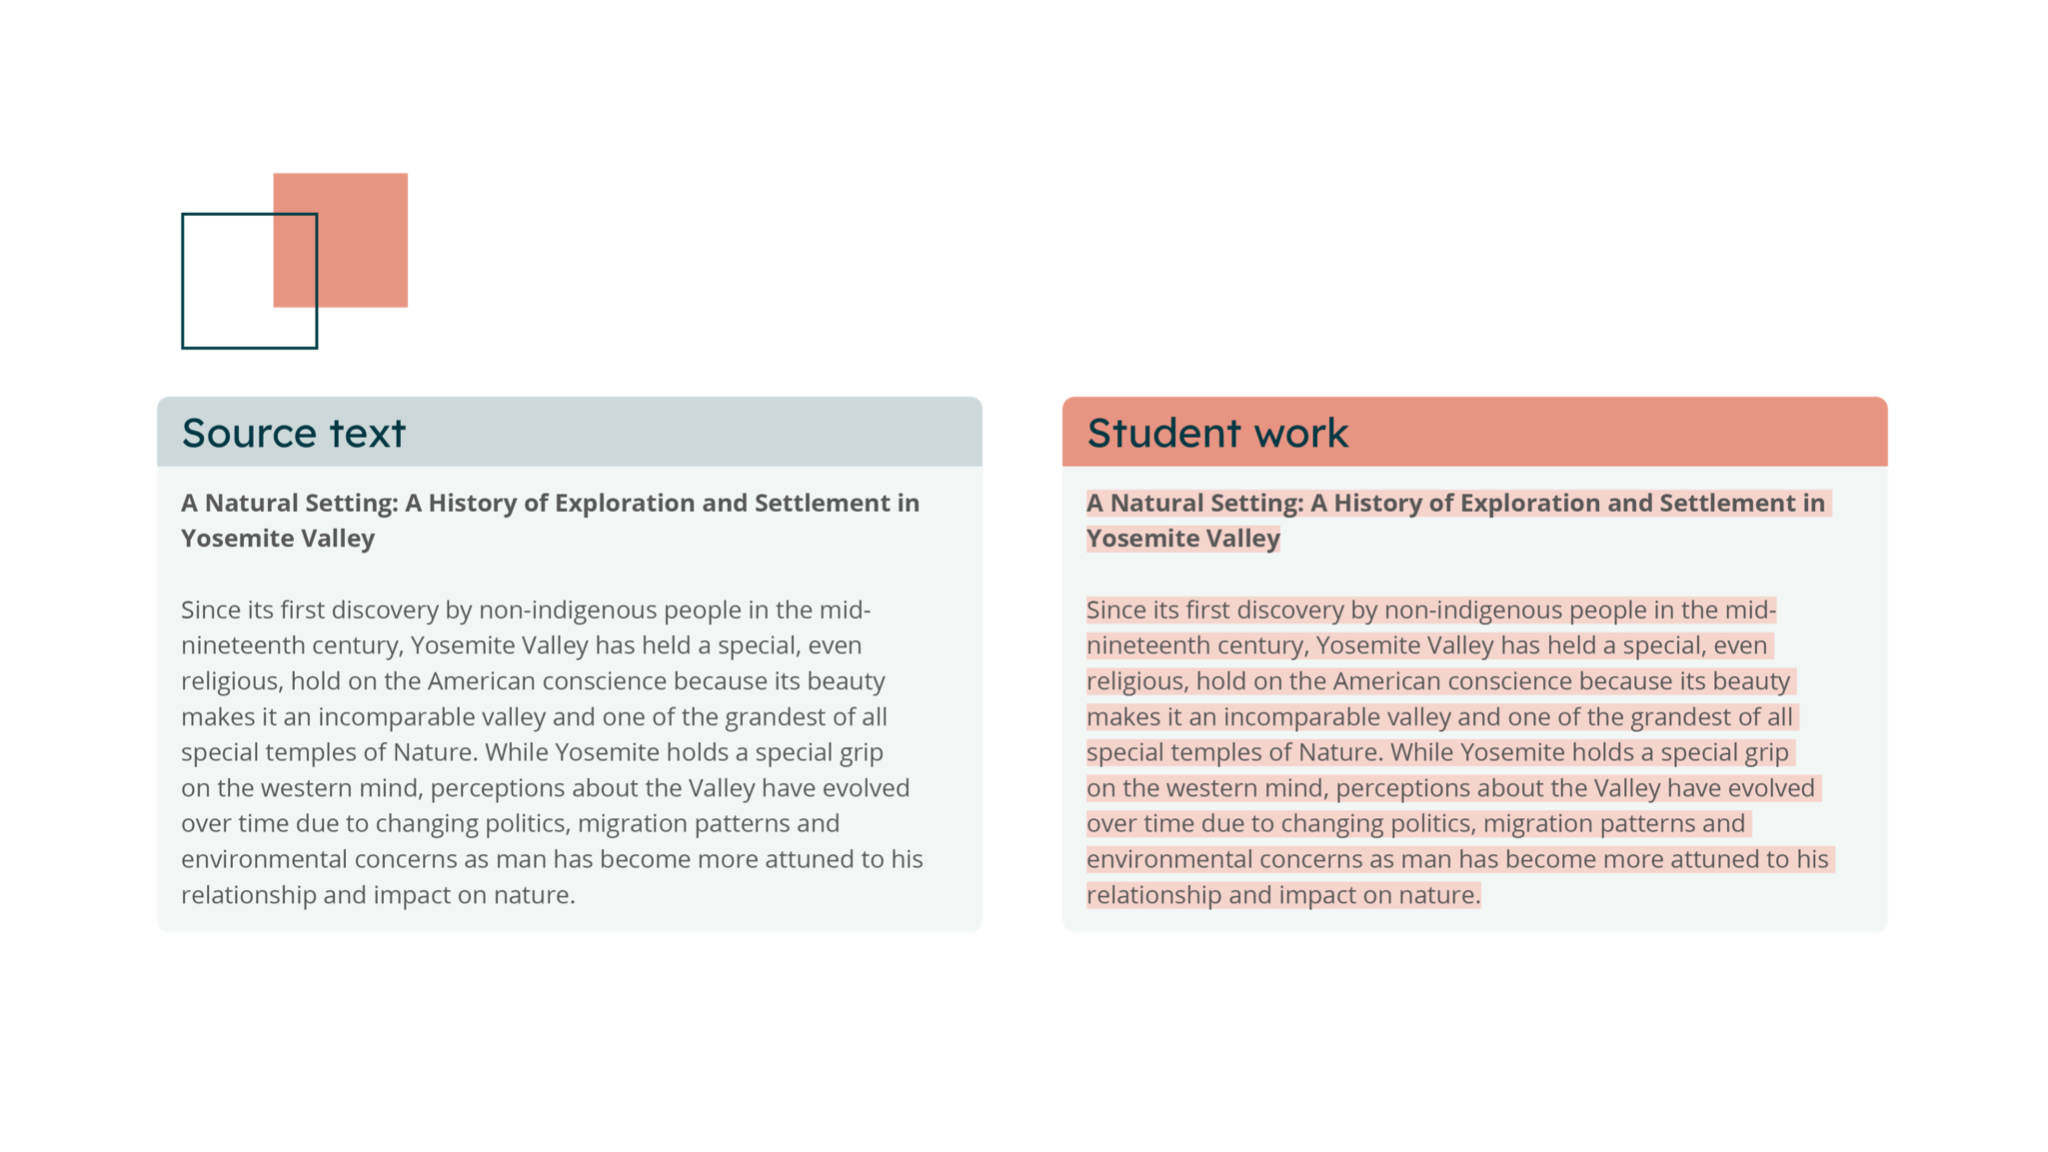 Source text
A Natural Setting: A History of Exploration and Settlement in
Yosemite Valley
Since its first discovery by non-indigenous people in the mid-
nineteenth century, Yosemite Valley has held a special, even
religious, hold on the American conscience because its beauty
makes it an incomparable valley and one of the grandest of all
special temples of Nature. While Yosemite holds a special grip
on the western mind, perceptions about the Valley have evolved
over time due to changing politics, migration patterns and
environmental concerns as man has become more attuned to his
relationship and impact on nature.
Student work
A Natural Setting: A History of Exploration and Settlement in
Yosemite Valley
Since its first discovery by non-indigenous people in the mid-
nineteenth century, Yosemite Valley has held a special, even
religious, hold on the American conscience because its beauty
makes it an incomparable valley and one of the grandest of all
special temples of Nature. While Yosemite holds a special grip
on the western mind, perceptions about the Valley have evolved
over time due to changing politics, migration patterns and
environmental concerns as man has become more attuned to his
relationship and impact on nature.